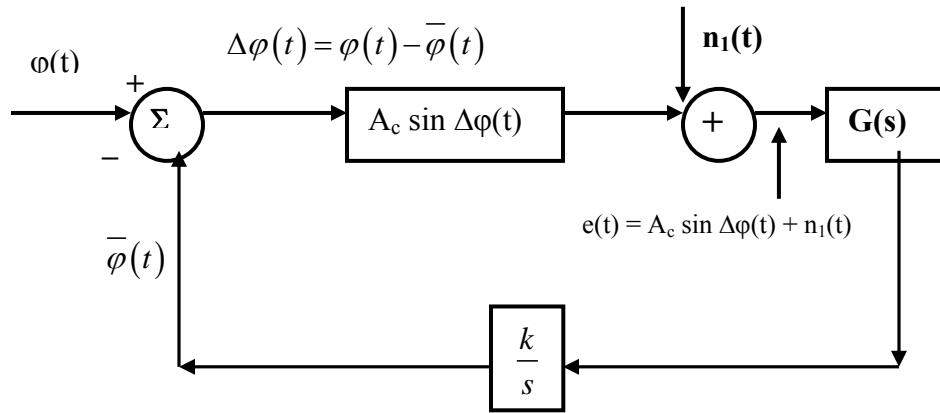 φ(t)
+
Σ
−
Δφ(t) = φ(t) − φ̅(t)
A_c sin Δφ(t)
n₁(t)
+
G(s)
e(t) = A_c sin Δφ(t) + n₁(t)
φ̅(t)
k
s